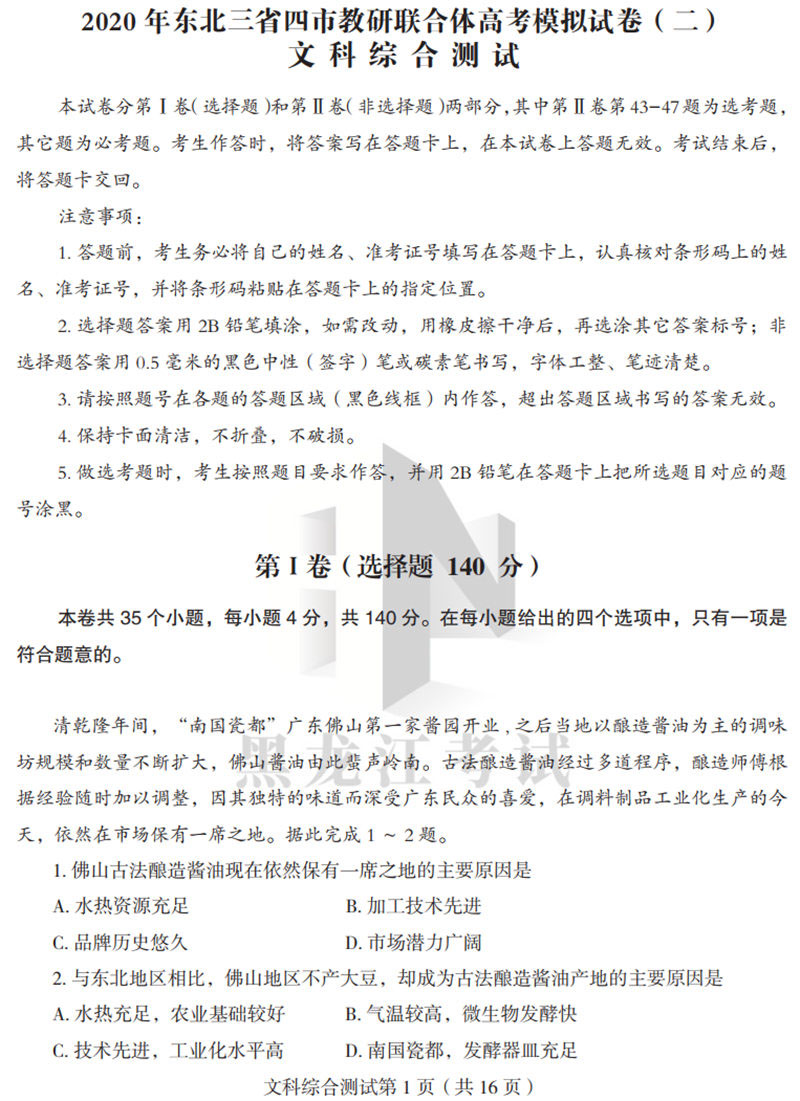 2020 年东北三省四市教研联合体高考模拟试卷（二）
文 科 综 合 测 试
本试卷分第Ⅰ卷（选择题）和第Ⅱ卷（非选择题）两部分，其中第Ⅱ卷第 43-47 题为选考题，
其它题为必考题。考生作答时，将答案写在答题卡上，在本试卷上答题无效。考试结束后，
将答题卡交回。
注意事项：
1. 答题前，考生务必将自己的姓名、准考证号填写在答题卡上，认真核对条形码上的姓
名、准考证号，并将条形码粘贴在答题卡上的指定位置。
2. 选择题答案用 2B 铅笔填涂，如需改动，用橡皮擦干净后，再选涂其它答案标号；非
选择题答案用 0.5 毫米的黑色中性（签字）笔或碳素笔书写，字体工整、笔迹清楚。
3. 请按照题号在各题的答题区域（黑色线框）内作答，超出答题区域书写的答案无效。
4. 保持卡面清洁，不折叠，不破损。
5. 做选考题时，考生按照题目要求作答，并用 2B 铅笔在答题卡上把所选题目对应的题
号涂黑。
第Ⅰ卷（选择题 140 分）
本卷共 35 个小题，每小题 4 分，共 140 分。在每小题给出的四个选项中，只有一项是
符合题意的。
清乾隆年间，“南国瓷都”广东佛山第一家酱园开业，之后当地以酿造酱油为主的调味
坊规模和数量不断扩大，佛山酱油由此蜚声岭南。古法酿造酱油经过多道程序，酿造师傅根
黑龙江考试
据经验随时加以调整，因其独特的味道而深受广东民众的喜爱，在调料制品工业化生产的今
天，依然在市场保有一席之地。据此完成 1 ~ 2 题。
1. 佛山古法酿造酱油现在依然保有一席之地的主要原因是
A. 水热资源充足 B. 加工技术先进
C. 品牌历史悠久 D. 市场潜力广阔
2. 与东北地区相比，佛山地区不产大豆，却成为古法酿造酱油产地的主要原因是
A. 水热充足，农业基础较好 B. 气温较高，微生物发酵快
C. 技术先进，工业化水平高 D. 南国瓷都，发酵器皿充足
文科综合测试第 1 页（共 16 页）